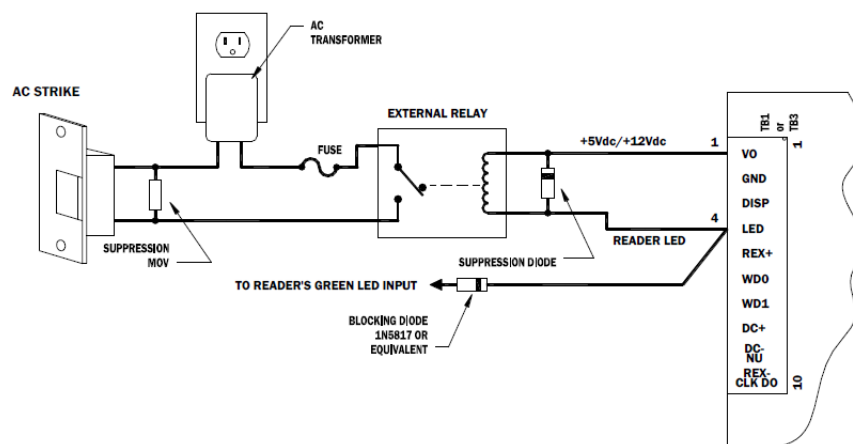 AC
TRANSFORMER
AC STRIKE
EXTERNAL RELAY
FUSE
+5Vdc/+12Vdc
1
TB1
or
TB3
1
VO
GND
DISP
4
LED
READER LED
REX+
SUPPRESSION
MOV
SUPPRESSION DIODE
WD0
TO READER'S GREEN LED INPUT
WD1
BLOCKING DIODE
1N5817 OR
EQUIVALENT
DC+
DC-
NU
REX-
CLK DO
10